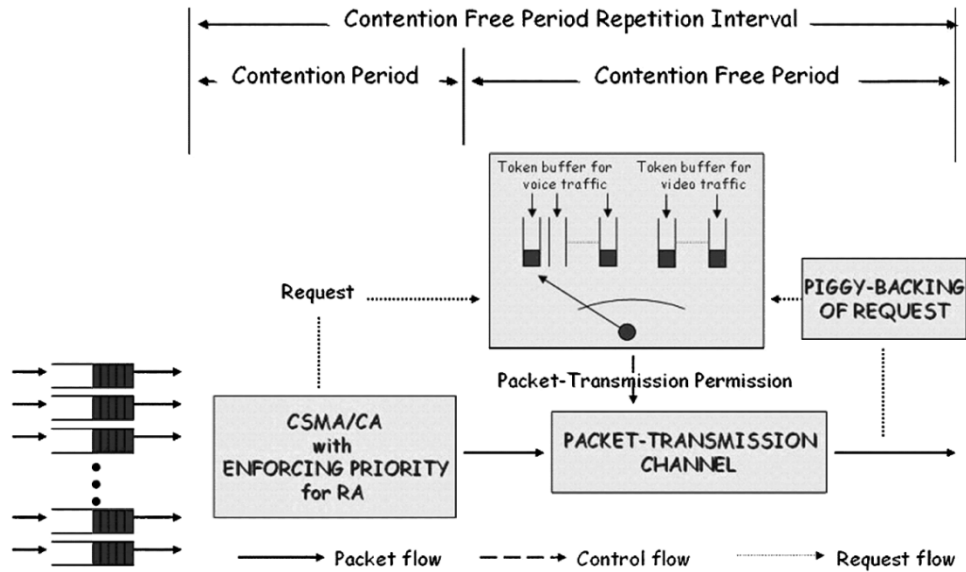 Contention Free Period Repetition Interval
Contention Period
Contention Free Period
Token buffer for
voice traffic
Token buffer for
video traffic
Request
PIGGY-BACKING
OF REQUEST
Packet-Transmission Permission
CSMA/CA
with
ENFORCING PRIORITY
for RA
PACKET-TRANSMISSION
CHANNEL
Packet flow
Control flow
Request flow